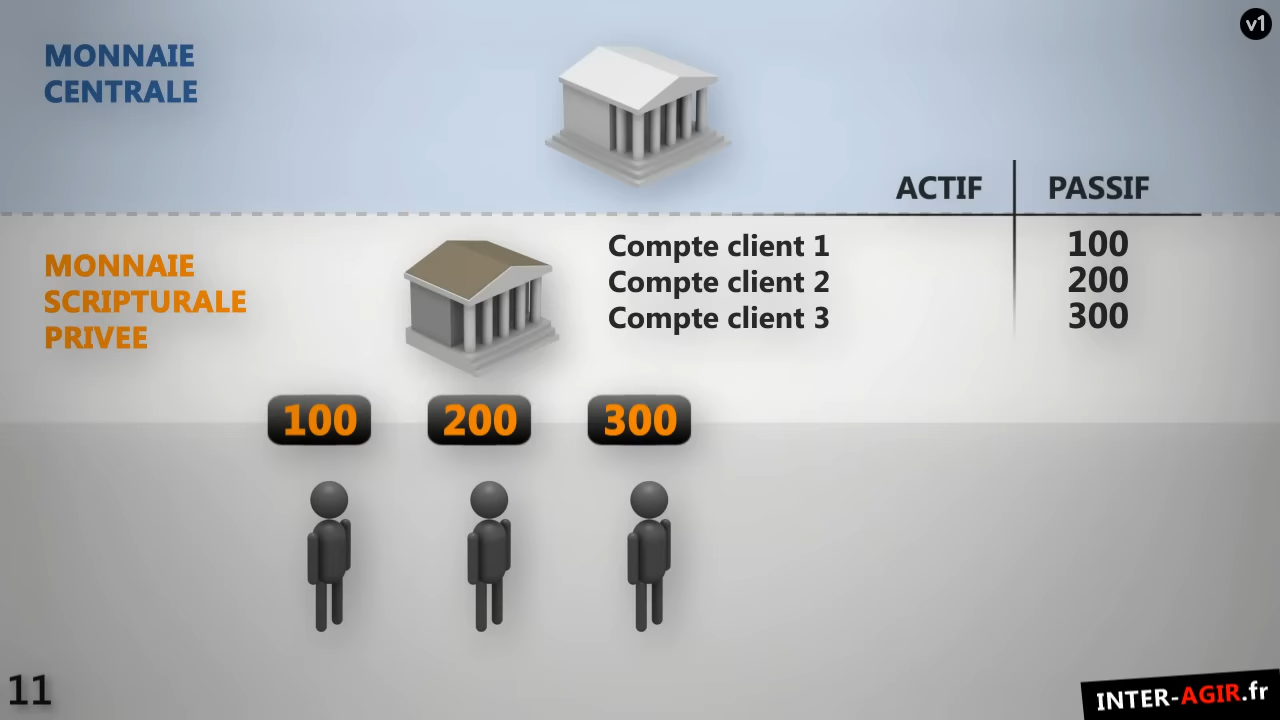 v1
MONNAIE
CENTRALE
ACTIF PASSIF
MONNAIE
SCRIPTURALE
PRIVEE
Compte client 1 100
Compte client 2 200
Compte client 3 300
100 200 300
11
INTER-AGIR.fr